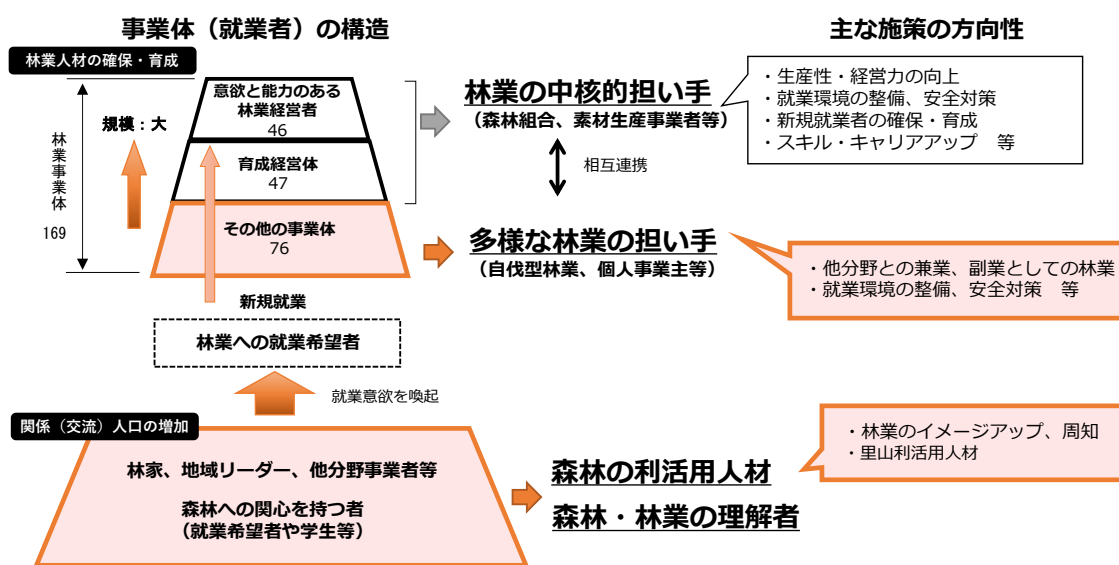 事業体（就業者）の構造
主な施策の方向性
林業人材の確保・育成
林業事業体
169
規模：大
意欲と能力のある
林業経営者
46
育成経営体
47
その他の事業体
76
林業の中核的担い手
（森林組合、素材生産事業者等）
・生産性・経営力の向上
・就業環境の整備、安全対策
・新規就業者の確保・育成
・スキル・キャリアアップ　等
相互連携
多様な林業の担い手
（自伐型林業、個人事業主等）
・他分野との兼業、副業としての林業
・就業環境の整備、安全対策　等
新規就業
林業への就業希望者
就業意欲を喚起
関係（交流）人口の増加
林家、地域リーダー、他分野事業者等
森林への関心を持つ者
（就業希望者や学生等）
森林の利活用人材
森林・林業の理解者
・林業のイメージアップ、周知
・里山利活用人材